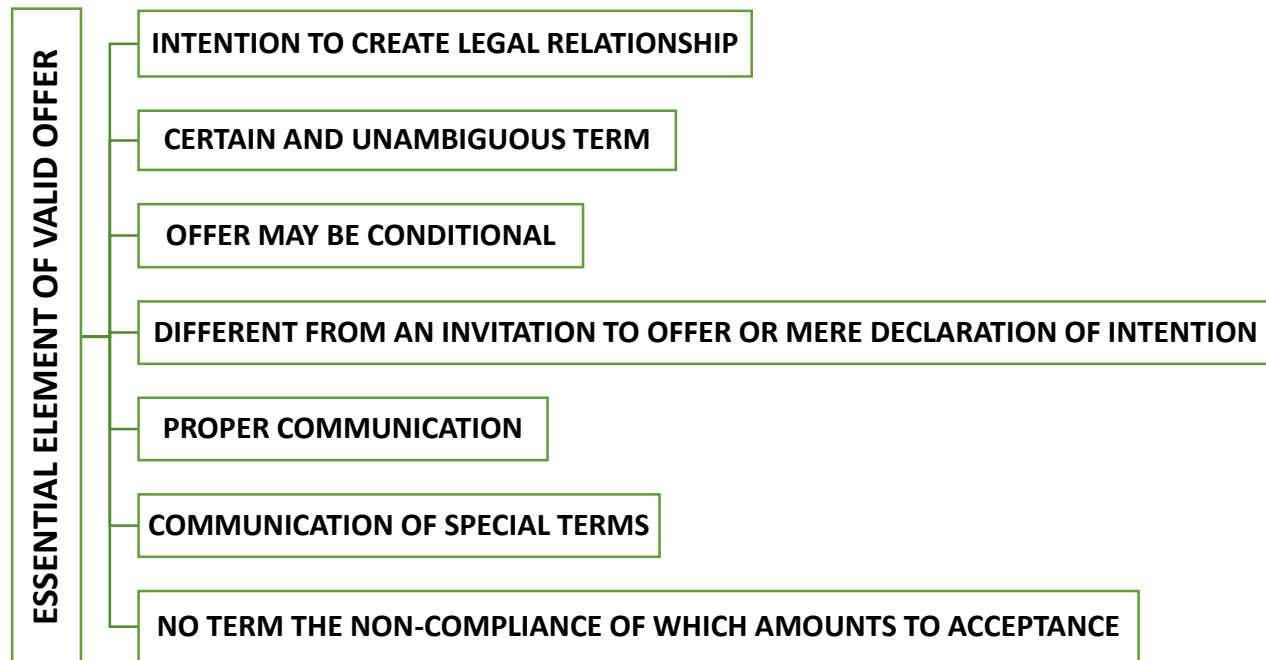 ESSENTIAL ELEMENT OF VALID OFFER
INTENTION TO CREATE LEGAL RELATIONSHIP
CERTAIN AND UNAMBIGUOUS TERM
OFFER MAY BE CONDITIONAL
DIFFERENT FROM AN INVITATION TO OFFER OR MERE DECLARATION OF INTENTION
PROPER COMMUNICATION
COMMUNICATION OF SPECIAL TERMS
NO TERM THE NON-COMPLIANCE OF WHICH AMOUNTS TO ACCEPTANCE